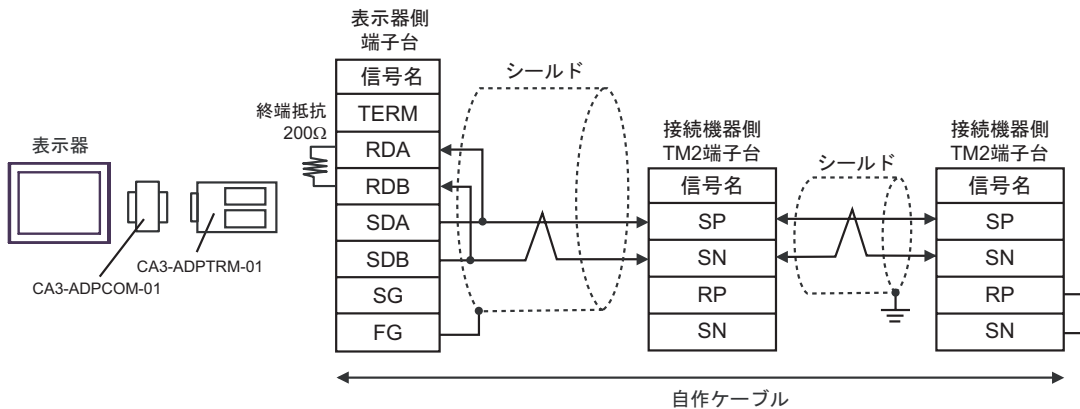 表示器
CA3-ADPCOM-01
CA3-ADPTRM-01
終端抵抗
200Ω
表示器側
端子台
信号名
TERM
RDA
RDB
SDA
SDB
SG
FG
シールド
接続機器側
TM2端子台
信号名
SP
SN
RP
SN
シールド
接続機器側
TM2端子台
信号名
SP
SN
RP
SN
自作ケーブル